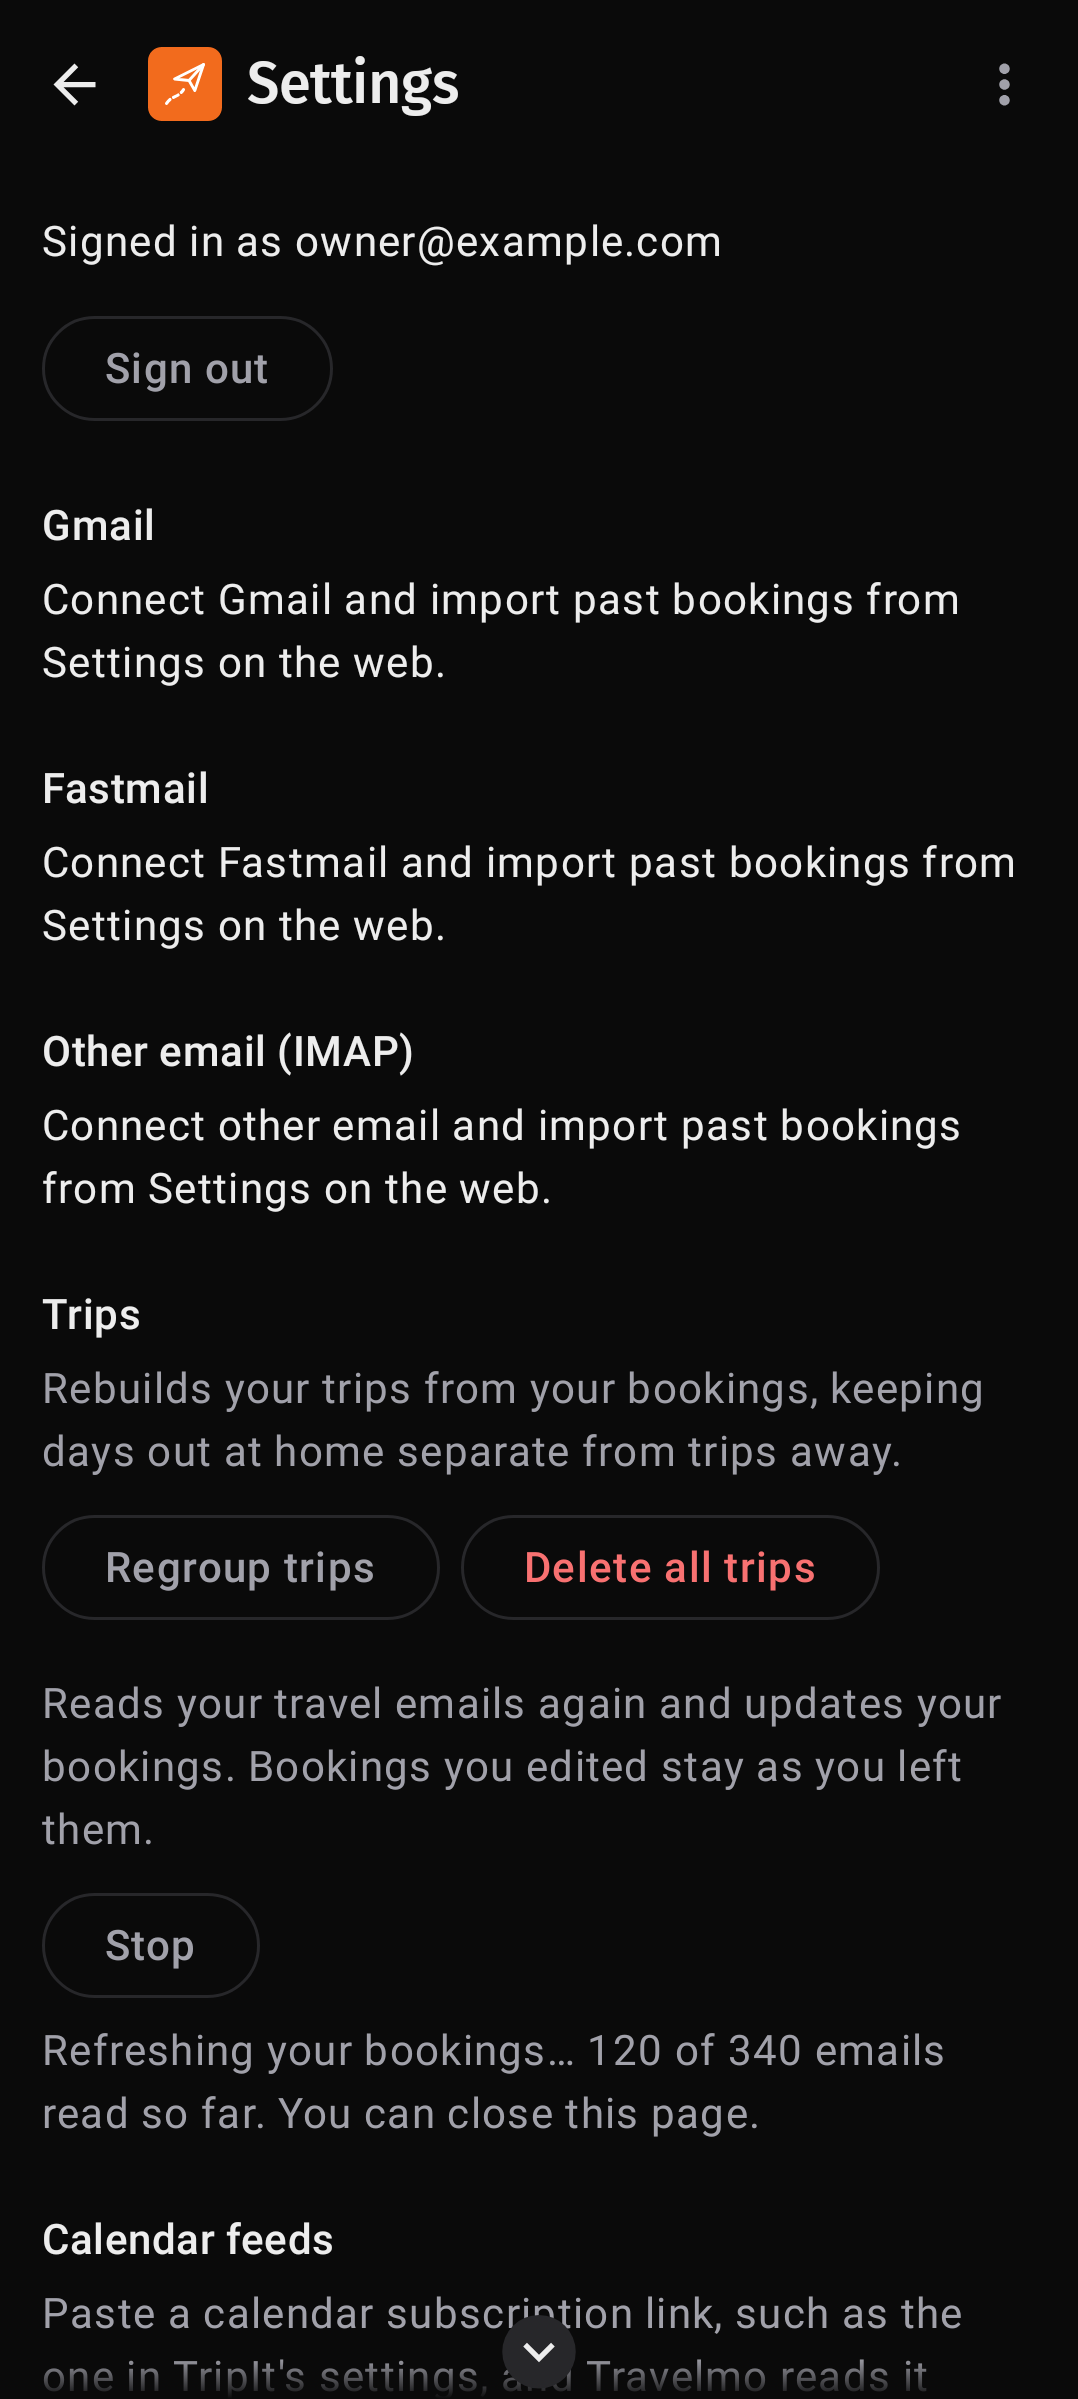 Settings
Signed in as owner@example.com
Sign out
Gmail
Connect Gmail and import past bookings from
Settings on the web.
Fastmail
Connect Fastmail and import past bookings from
Settings on the web.
Other email (IMAP)
Connect other email and import past bookings
from Settings on the web.
Trips
Rebuilds your trips from your bookings, keeping
days out at home separate from trips away.
Regroup trips
Delete all trips
Reads your travel emails again and updates your
bookings. Bookings you edited stay as you left
them.
Stop
Refreshing your bookings… 120 of 340 emails
read so far. You can close this page.
Calendar feeds
Paste a calendar subscription link, such as the
one in TripIt's settings, and Travelmo reads it